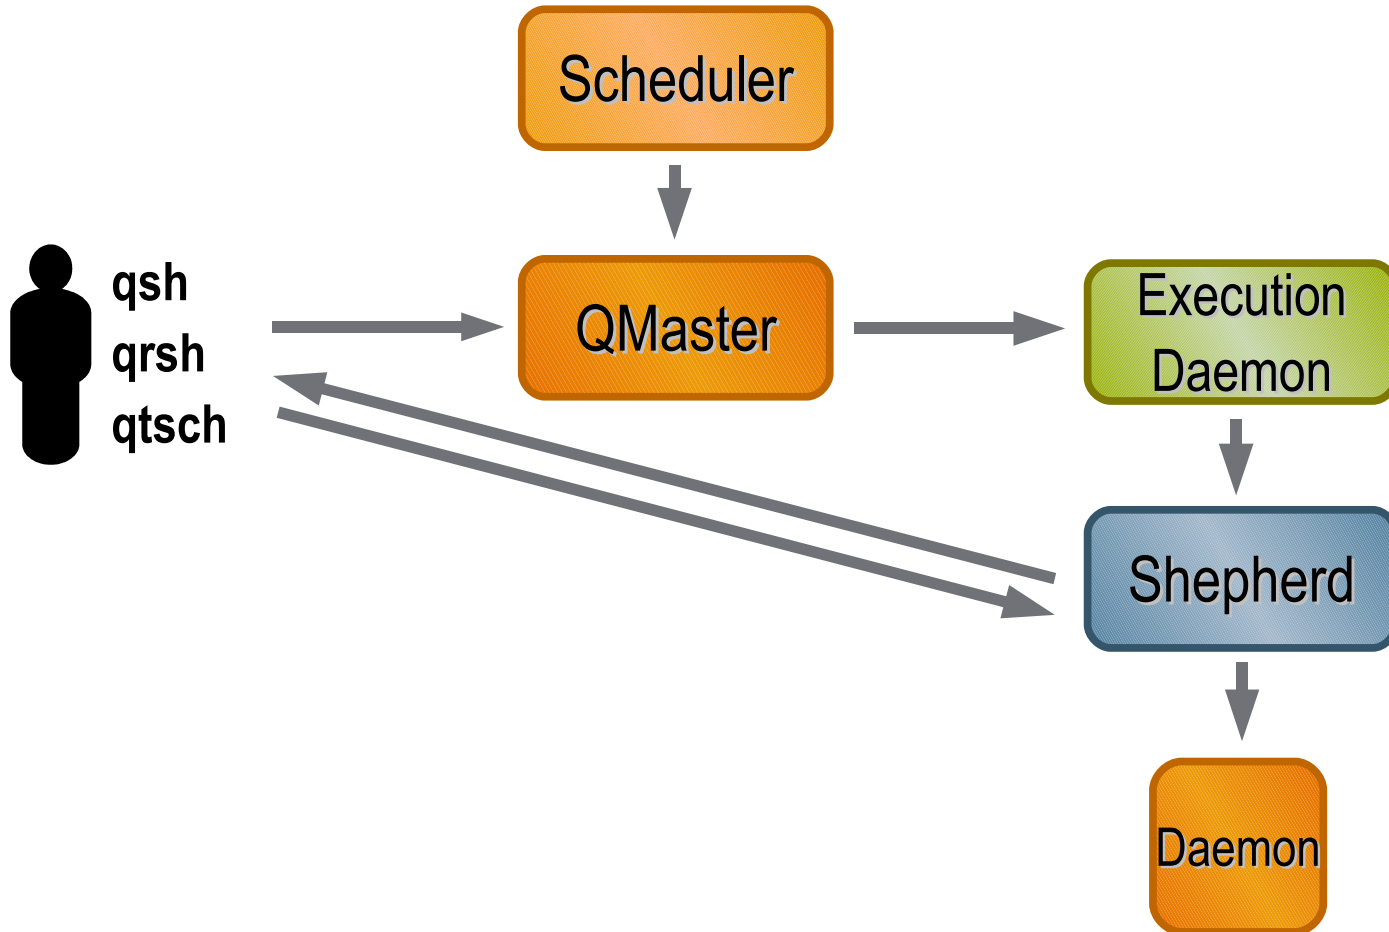 Scheduler
qsh
qrsh
qtsch
QMaster
Execution
Daemon
Shepherd
Daemon